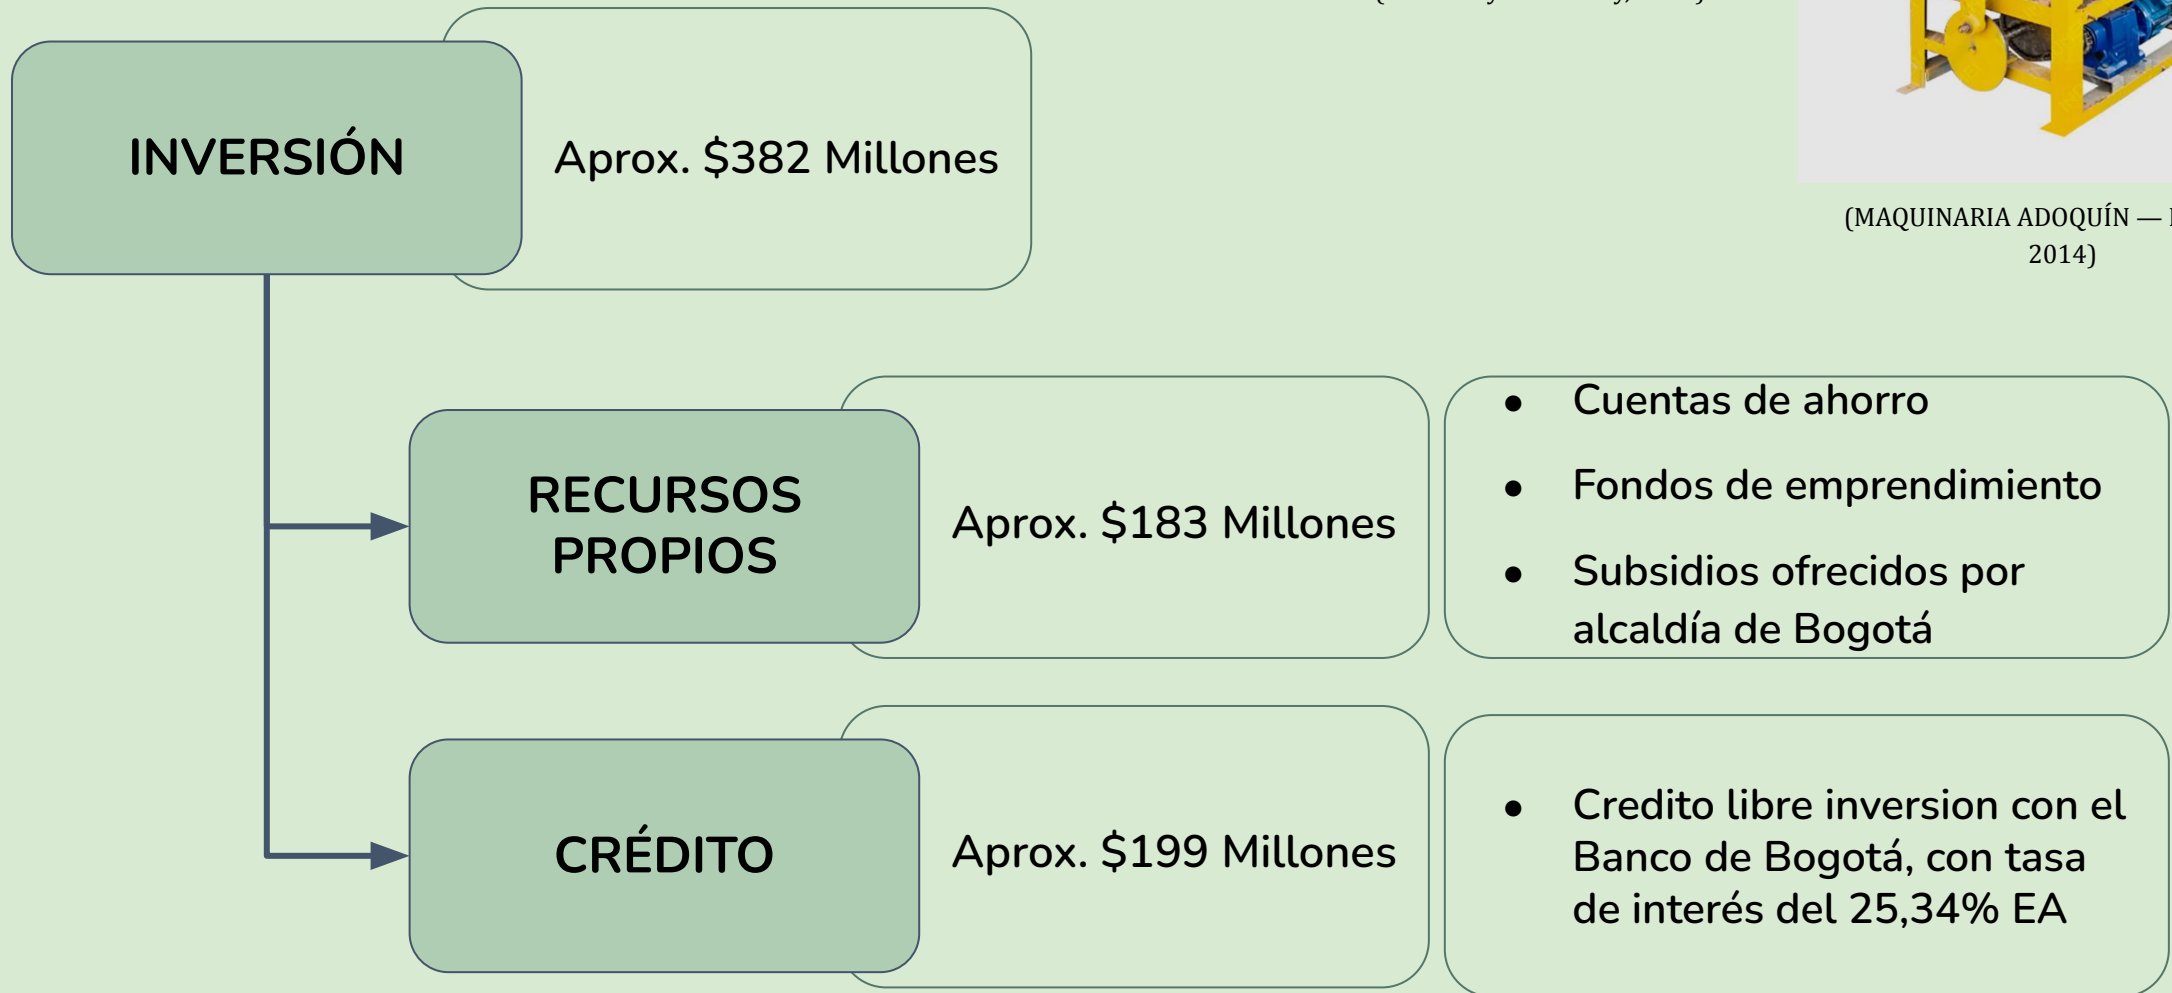 INVERSIÓN
Aprox. $382 Millones
(MAQUINARIA ADOQUÍN —
2014)
RECURSOS
PROPIOS
Aprox. $183 Millones
● Cuentas de ahorro
● Fondos de emprendimiento
● Subsidios ofrecidos por
alcaldía de Bogotá
CRÉDITO
Aprox. $199 Millones
● Credito libre inversion con el
Banco de Bogotá, con tasa
de interés del 25,34% EA